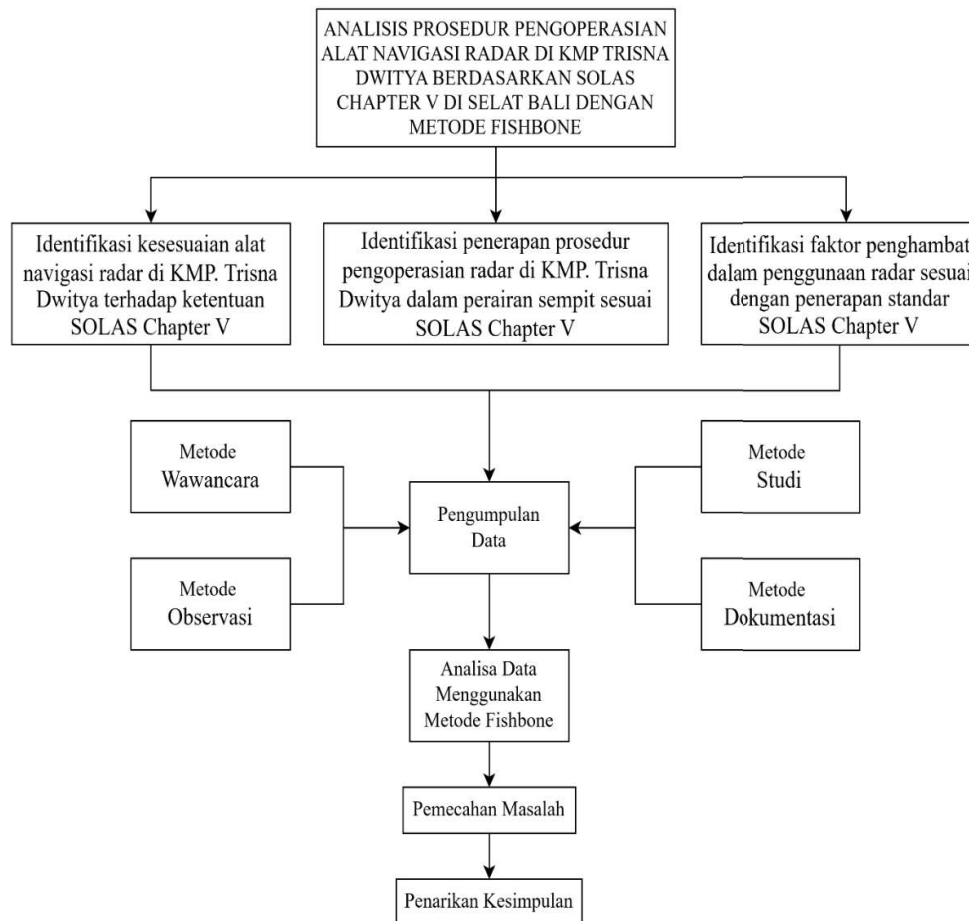 ANALISIS PROSEDUR PENGOPERASIAN
ALAT NAVIGASI RADAR DI KMP TRISNA
DWITYA BERDASARKAN SOLAS
CHAPTER V DI SELAT BALI DENGAN
METODE FISHBONE
Identifikasi kesesuaian alat
navigasi radar di KMP. Trisna
Dwitya terhadap ketentuan
SOLAS Chapter V
Identifikasi penerapan prosedur
pengoperasian radar di KMP. Trisna
Dwitya dalam perairan sempit sesuai
SOLAS Chapter V
Identifikasi faktor penghambat
dalam penggunaan radar sesuai
dengan penerapan standar
SOLAS Chapter V
Metode
Wawancara
Metode
Observasi
Pengumpulan
Data
Metode
Studi
Metode
Dokumentasi
Analisa Data
Menggunakan
Metode Fishbone
Pemecahan Masalah
Penarikan Kesimpulan